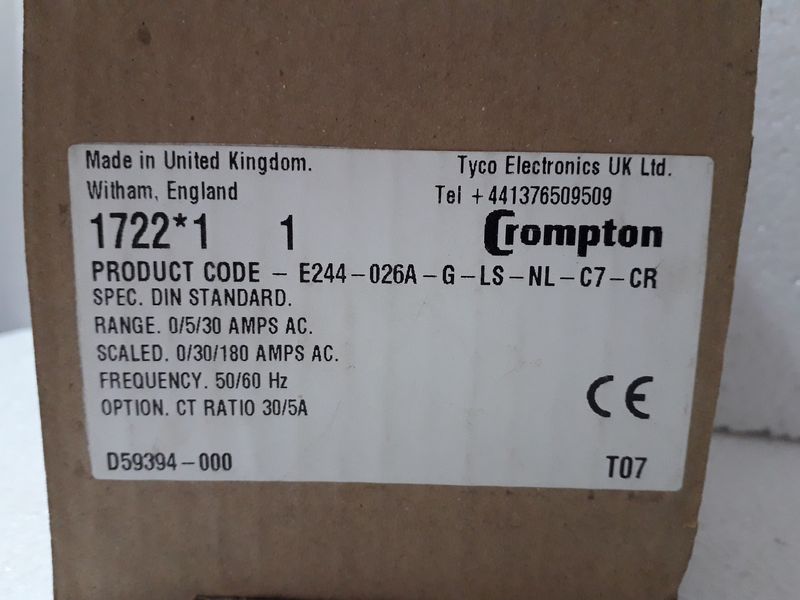 Made in United Kingdom. Tyco Electronics UK Ltd.
Witham, England Tel +441376509509
1722*1 1 Crompton
PRODUCT CODE - E244-026A-G-LS-NL-C7-CR
SPEC. DIN STANDARD.
RANGE. 0/5/30 AMPS AC.
SCALED. 0/30/180 AMPS AC.
FREQUENCY. 50/60 Hz
OPTION. CT RATIO 30/5A
CE
D59394-000 T07